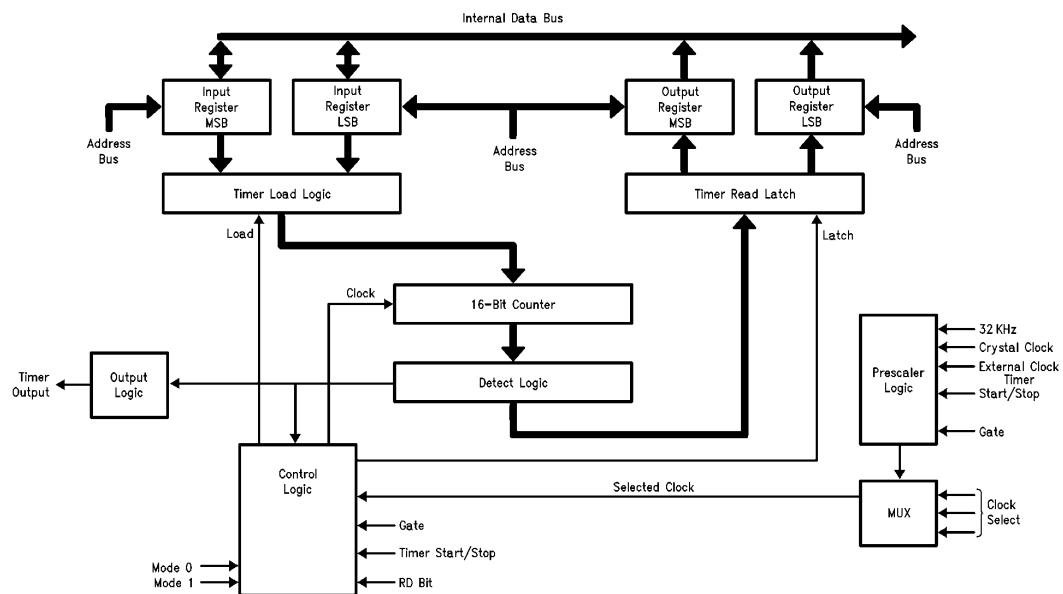 Internal Data Bus
Input
Register
MSB
Input
Register
LSB
Output
Register
MSB
Output
Register
LSB
Address
Bus
Address
Bus
Address
Bus
Timer Load Logic
Timer Read Latch
Load
Latch
Clock
16-Bit Counter
Detect Logic
Timer
Output
Output
Logic
Prescaler
Logic
32 KHz
Crystal Clock
External Clock
Timer
Start/Stop
Gate
Control
Logic
Selected Clock
MUX
Clock
Select
Gate
Timer Start/Stop
RD Bit
Mode 0
Mode 1